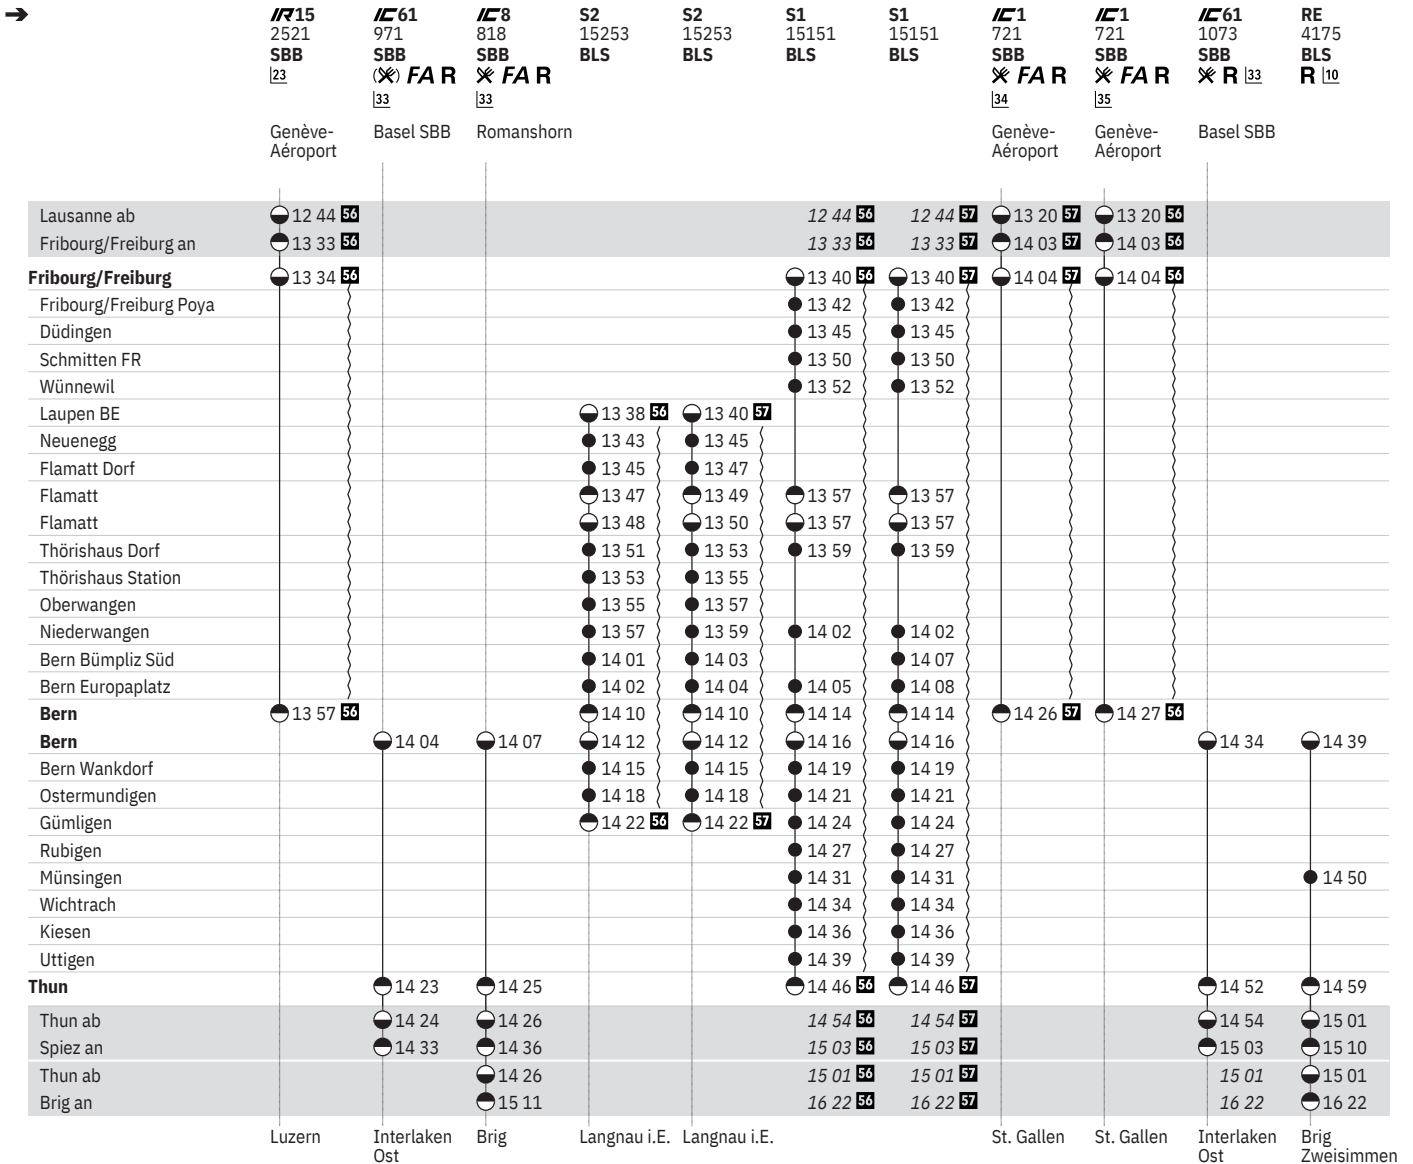 ➔ IR15 IC61 IC8 S2 S2 S1 S1 IC1 IC1 IC61 RE
2521 971 818 15253 15253 15151 15151 721 721 1073 4175
SBB SBB SBB BLS BLS BLS BLS SBB SBB SBB BLS
23 FA R FA R FA R FA R R 33 R 10
33 33 34 35
Genève- Basel SBB Romanshorn Genève- Genève- Basel SBB
Aéroport Aéroport Aéroport
Lausanne ab 12 44 56 12 44 56 12 44 57 13 20 57 13 20 56
Fribourg/Freiburg an 13 33 56 13 33 56 13 33 57 14 03 57 14 03 56
Fribourg/Freiburg 13 34 56 13 40 56 13 40 57 14 04 57 14 04 56
Fribourg/Freiburg Poya 13 42 13 42
Düdingen 13 45 13 45
Schmitten FR 13 50 13 50
Wünnewil 13 52 13 52
Laupen BE 13 38 56 13 40 57
Neuenegg 13 43 13 45
Flamatt Dorf 13 45 13 47
Flamatt 13 47 13 49 13 57 13 57
Flamatt 13 48 13 50 13 57 13 57
Thörishaus Dorf 13 51 13 53 13 59 13 59
Thörishaus Station 13 53 13 55
Oberwangen 13 55 13 57
Niederwangen 13 57 13 59 14 02 14 02
Bern Bümpliz Süd 14 01 14 03 14 07
Bern Europaplatz 14 02 14 04 14 05 14 08
Bern 13 57 56 14 10 14 10 14 14 14 14 14 26 57 14 27 56
Bern 14 04 14 07 14 12 14 12 14 16 14 16 14 34 14 39
Bern Wankdorf 14 15 14 15 14 19 14 19
Ostermundigen 14 18 14 18 14 21 14 21
Gümligen 14 22 56 14 22 57 14 24 14 24
Rubigen 14 27 14 27
Münsingen 14 31 14 31 14 50
Wichtrach 14 34 14 34
Kiesen 14 36 14 36
Uttigen 14 39 14 39
Thun 14 23 14 25 14 46 56 14 46 57 14 52 14 59
Thun ab 14 24 14 26 14 54 56 14 54 57 14 54 15 01
Spiez an 14 33 14 36 15 03 56 15 03 57 15 03 15 10
Thun ab 14 26 15 01 56 15 01 57 15 01 15 01
Brig an 15 11 16 22 56 16 22 57 16 22 16 22
Luzern Interlaken Brig Langnau i.E. Langnau i.E. St. Gallen St. Gallen Interlaken Brig
Ost Ost Zweisimmen